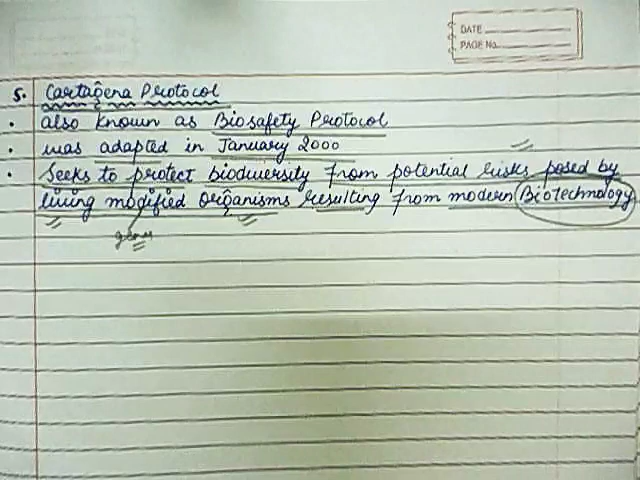 DATE
PAGE No.
5. Cartagena Protocol
• also known as Biosafety Protocol
• was adapted in January 2000
• Seeks to protect biodiversity from potential risks posed by
living modified organisms resulting from modern Biotechnology